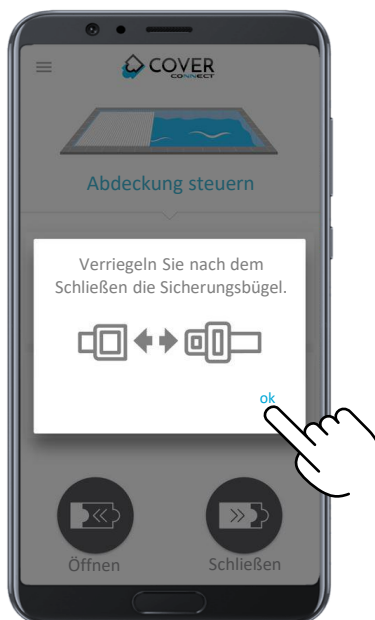 COVER
CONNECT
Abdeckung steuern
Verriegeln Sie nach dem
Schließen die Sicherungsbügel.
ok
Öffnen
Schließen